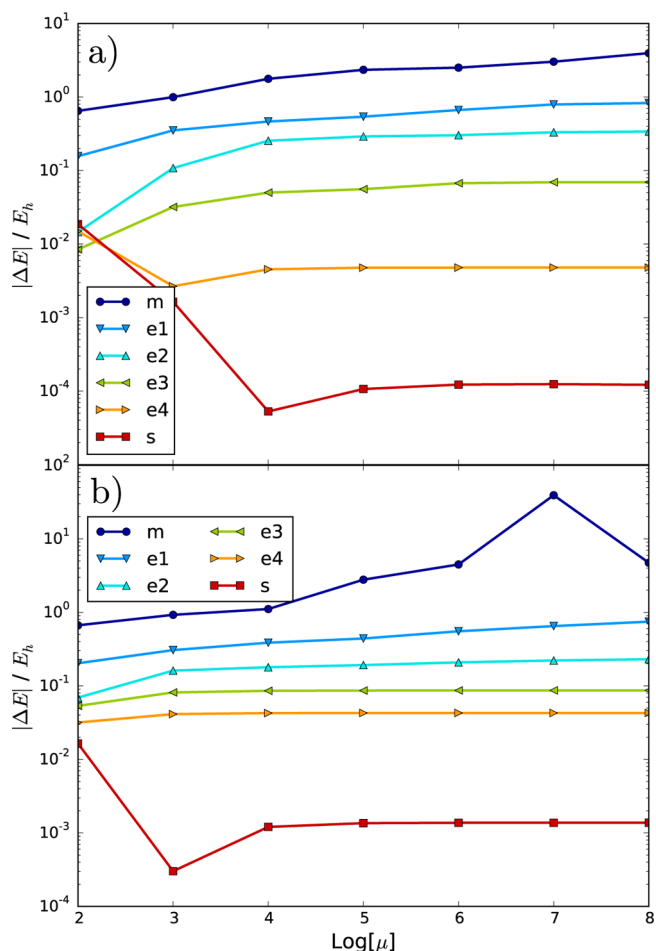 a)
10^1
10^0
10^-1
10^-2
10^-3
10^-4
10^2
|ΔE| / E_h
m
e1
e2
e3
e4
s
b)
10^1
10^0
10^-1
10^-2
10^-3
10^-4
|ΔE| / E_h
m e3
e1 e4
e2 s
2 3 4 5 6 7 8
Log[μ]